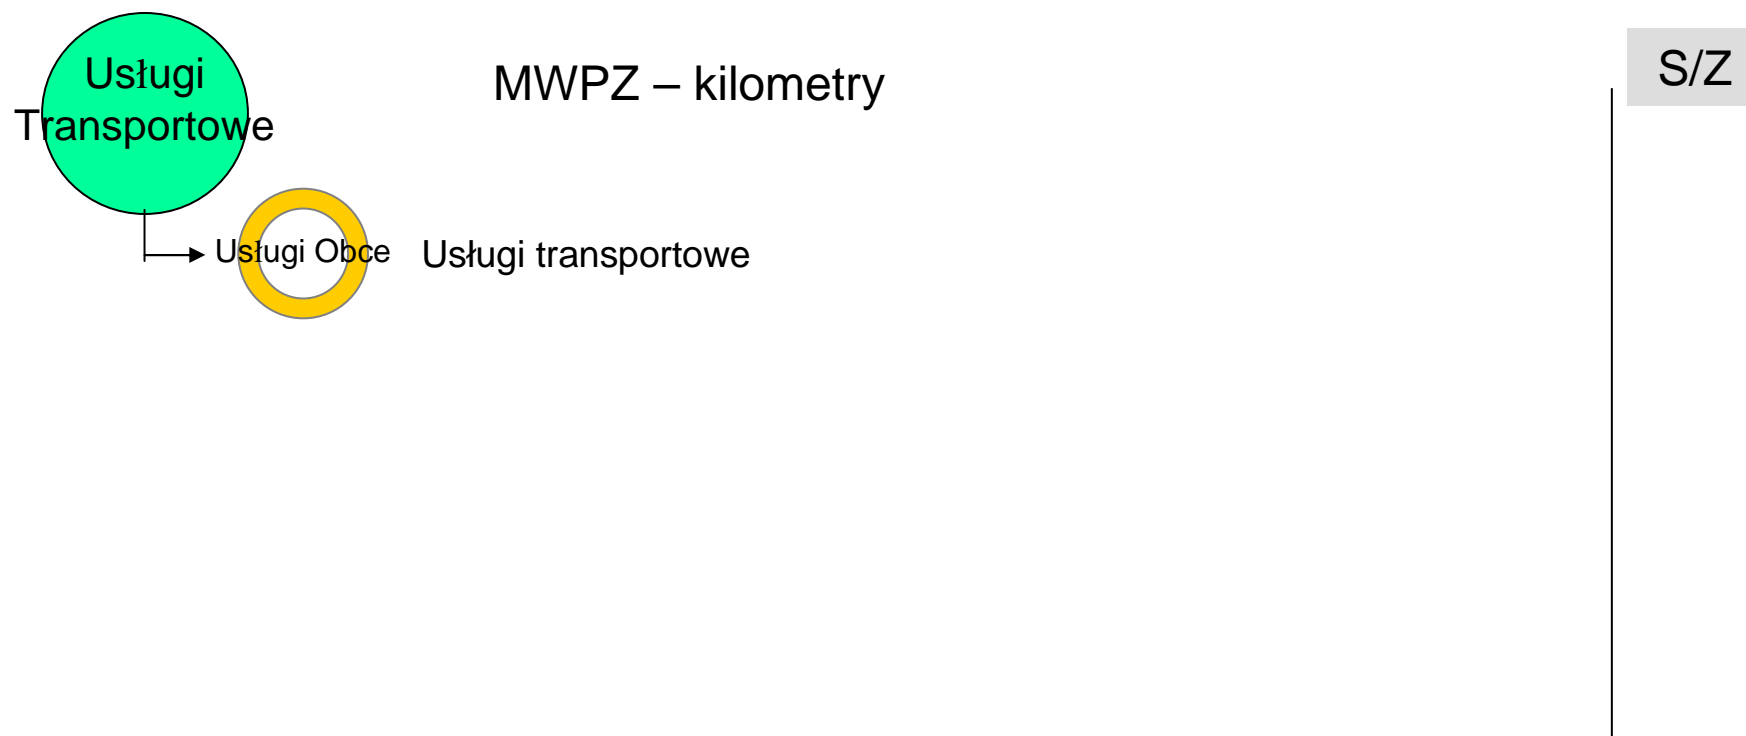 Usługi
Transportowe
MWPZ – kilometry
S/Z
Usługi Obce
Usługi transportowe